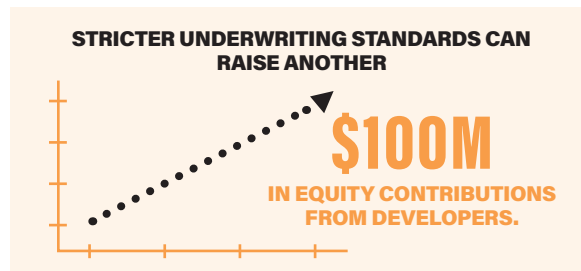 STRICTER UNDERWRITING STANDARDS CAN
RAISE ANOTHER
$100M
IN EQUITY CONTRIBUTIONS
FROM DEVELOPERS.